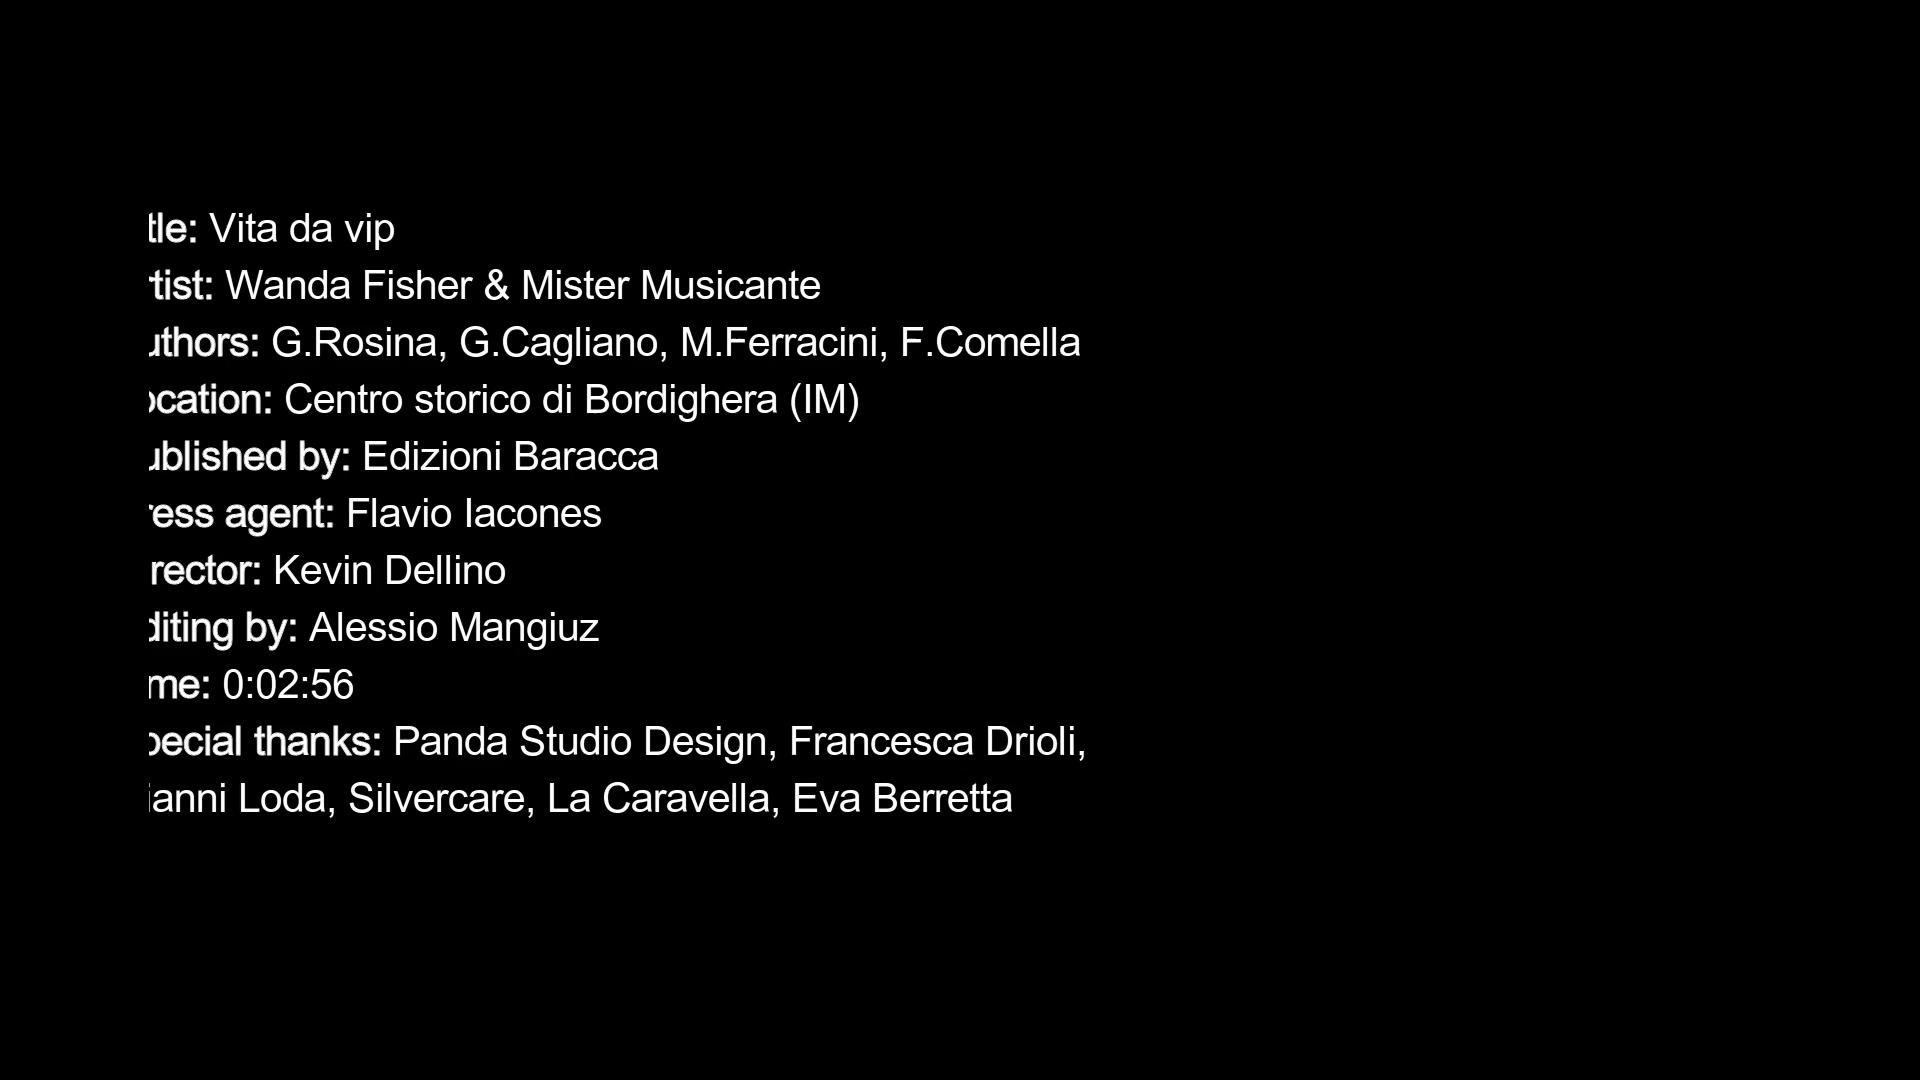 tle: Vita da vip
tist: Wanda Fisher & Mister Musicante
uthors: G.Rosina, G.Cagliano, M.Ferracini, F.Comella
ocation: Centro storico di Bordighera (IM)
ublished by: Edizioni Baracca
ress agent: Flavio Iacones
rector: Kevin Dellino
diting by: Alessio Mangiuz
me: 0:02:56
pecial thanks: Panda Studio Design, Francesca Drioli,
ianni Loda, Silvercare, La Caravella, Eva Berretta